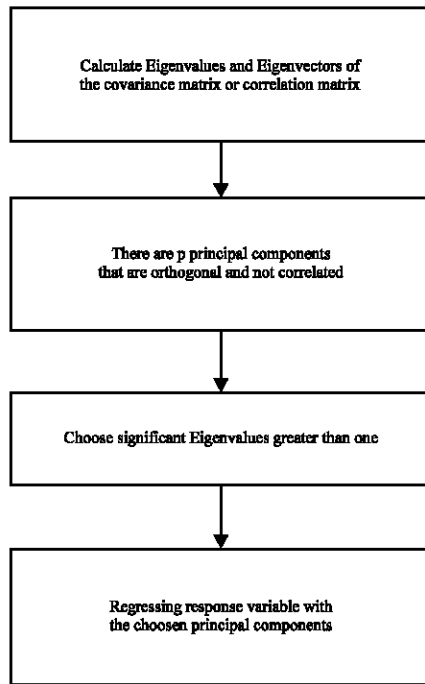 Calculate Eigenvalues and Eigenvectors of
the covariance matrix or correlation matrix
There are p principal components
that are orthogonal and not correlated
Choose significant Eigenvalues greater than one
Regressing response variable with
the choosen principal components